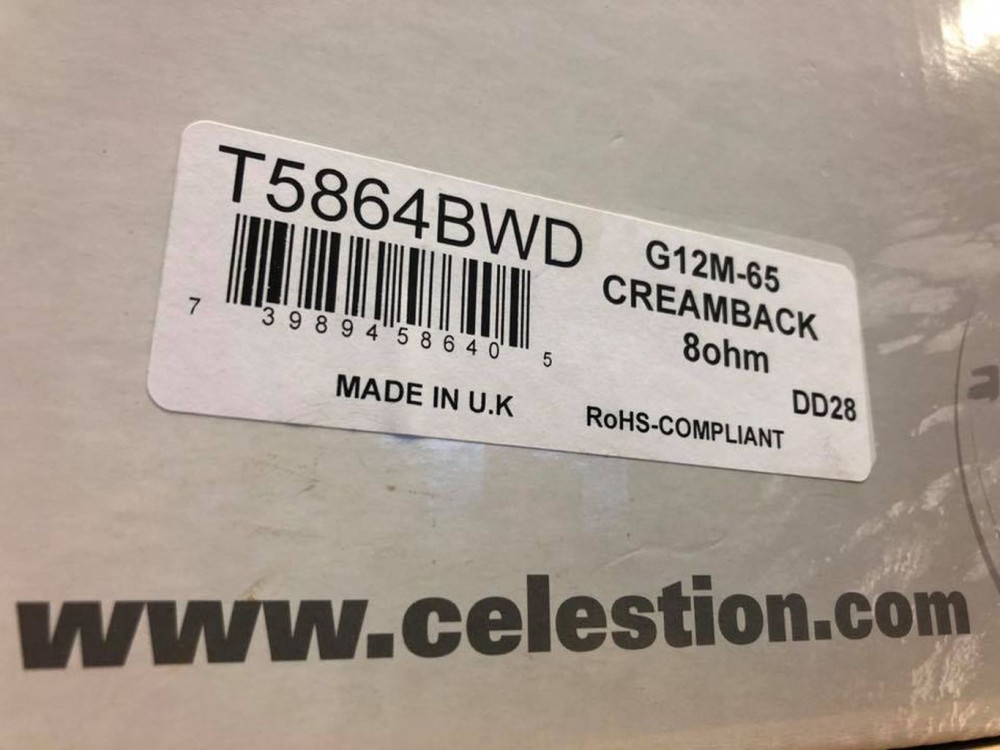 T5864BWD
G12M-65
CREAMBACK
8ohm
7 39894 58640 5
DD28
MADE IN U.K
RoHS-COMPLIANT
www.celestion.com